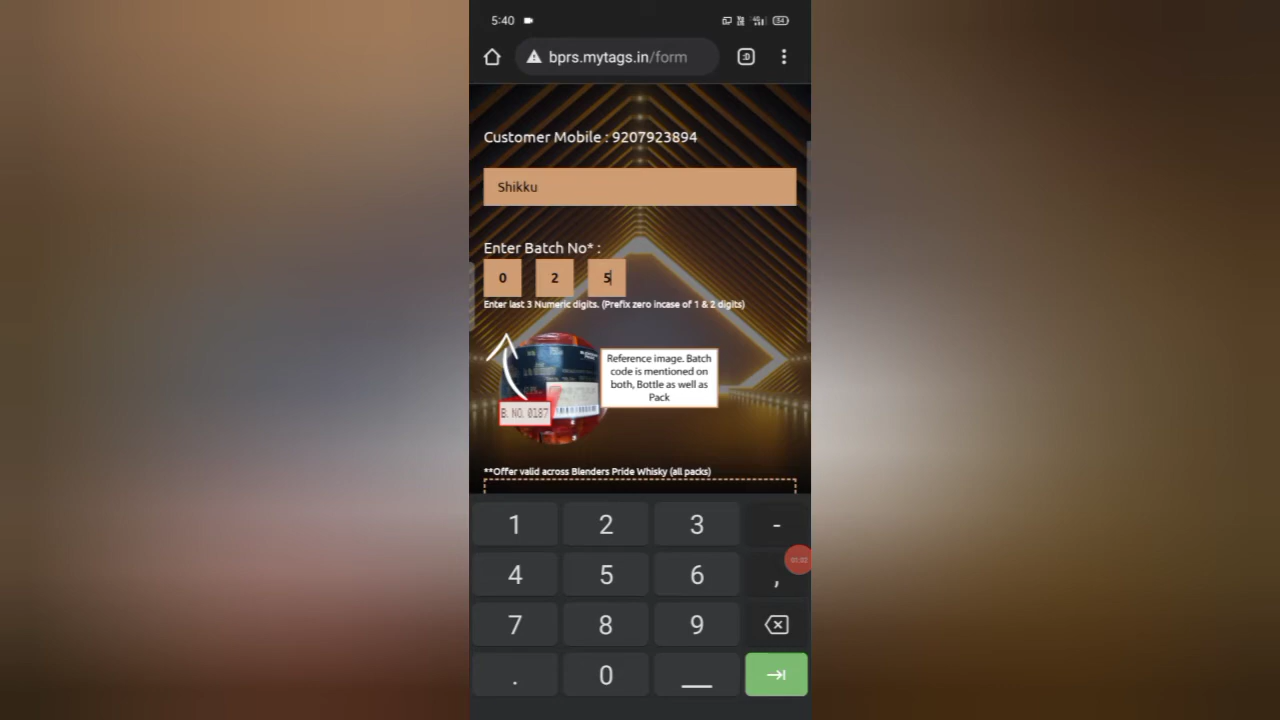 5:40
54
bprs.mytags.in/form
:D
Customer Mobile : 9207923894
Shikku
Enter Batch No* :
0 2 5
Enter last 3 Numeric digits. (Prefix zero incase of 1 & 2 digits)
Reference image. Batch
code is mentioned on
both, Bottle as well as
Pack
B. NO. 0187
**Offer valid across Blenders Pride Whisky (all packs)
1 2 3 -
4 5 6 ,
7 8 9
. 0